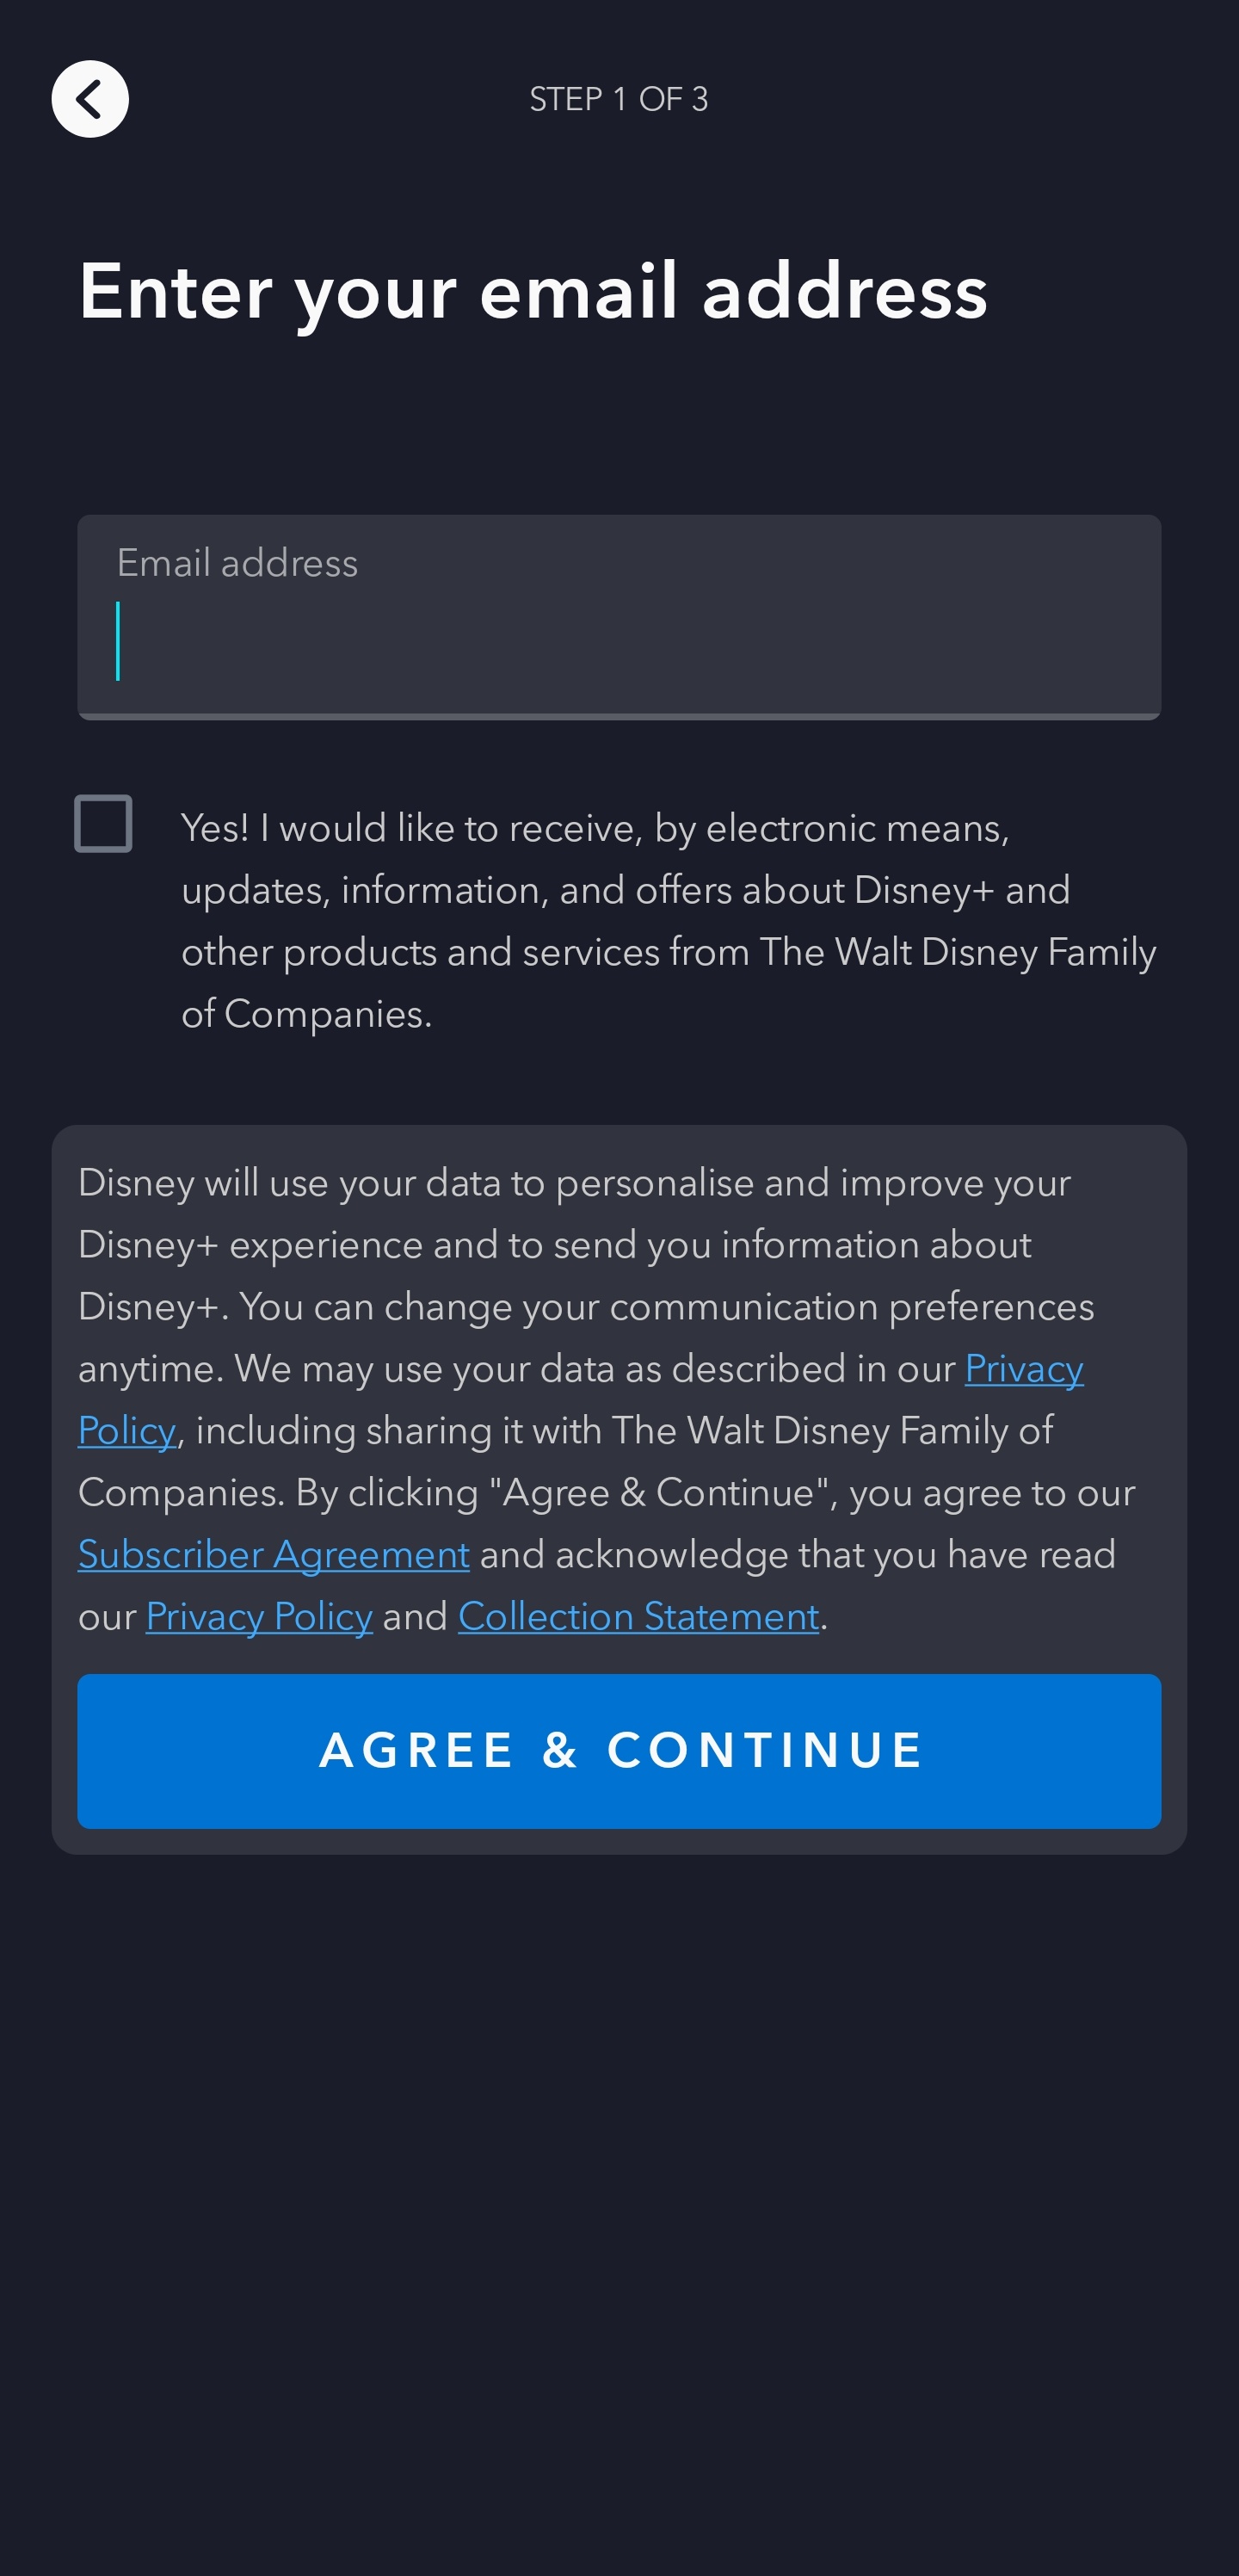 STEP 1 OF 3
Enter your email address
Email address
Yes! I would like to receive, by electronic means,
updates, information, and offers about Disney+ and
other products and services from The Walt Disney Family
of Companies.
Disney will use your data to personalise and improve your
Disney+ experience and to send you information about
Disney+. You can change your communication preferences
anytime. We may use your data as described in our Privacy
Policy, including sharing it with The Walt Disney Family of
Companies. By clicking "Agree & Continue", you agree to our
Subscriber Agreement and acknowledge that you have read
our Privacy Policy and Collection Statement.
AGREE & CONTINUE